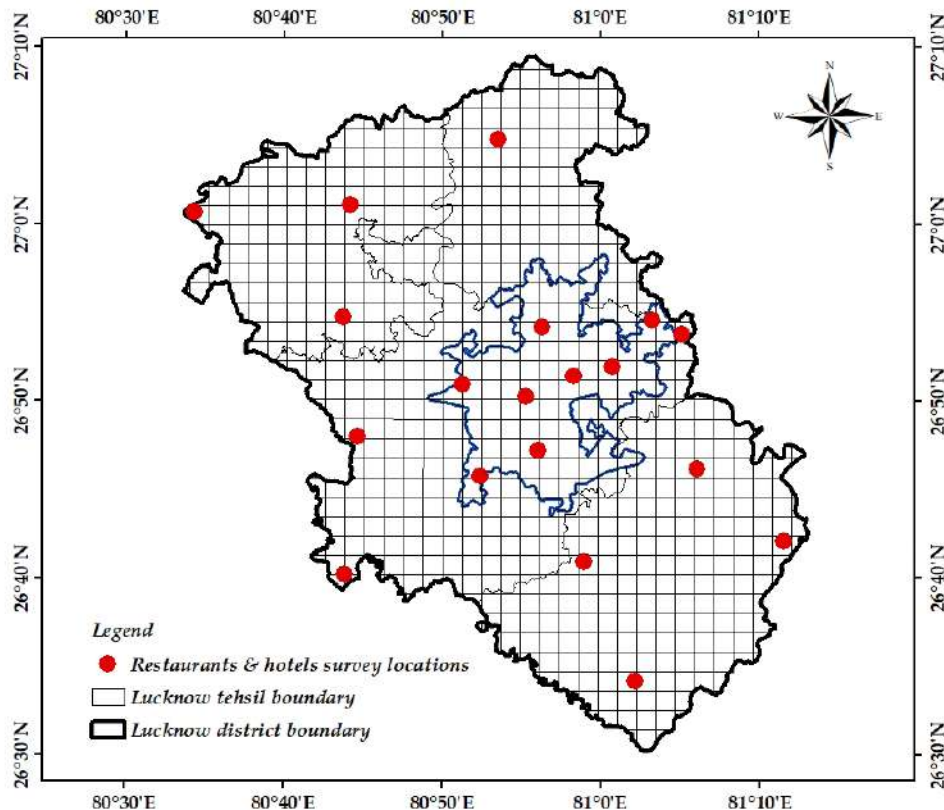 80°30'E 80°40'E 80°50'E 81°0'E 81°10'E
27°10'N 27°10'N
N
W E
S
27°0'N 27°0'N
26°50'N 26°50'N
26°40'N 26°40'N
Legend
Restaurants & hotels survey locations
Lucknow tehsil boundary
Lucknow district boundary
26°30'N 26°30'N
80°30'E 80°40'E 80°50'E 81°0'E 81°10'E